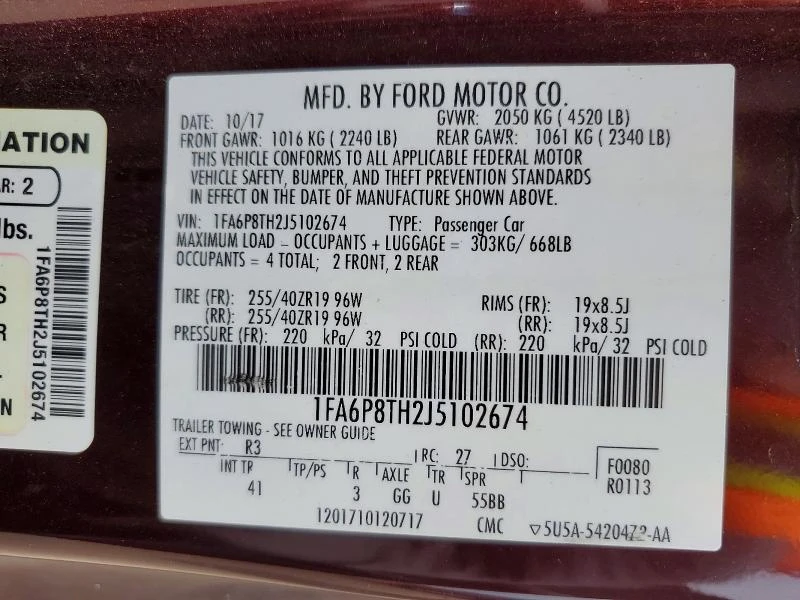 MFD. BY FORD MOTOR CO.
DATE: 10/17 GVWR: 2050 KG ( 4520 LB)
FRONT GAWR: 1016 KG ( 2240 LB) REAR GAWR: 1061 KG ( 2340 LB)
THIS VEHICLE CONFORMS TO ALL APPLICABLE FEDERAL MOTOR
VEHICLE SAFETY, BUMPER, AND THEFT PREVENTION STANDARDS
IN EFFECT ON THE DATE OF MANUFACTURE SHOWN ABOVE.
VIN: 1FA6P8TH2J5102674 TYPE: Passenger Car
MAXIMUM LOAD – OCCUPANTS + LUGGAGE = 303KG/ 668LB
OCCUPANTS = 4 TOTAL; 2 FRONT, 2 REAR
TIRE (FR): 255/40ZR19 96W RIMS (FR): 19x8.5J
(RR): 255/40ZR19 96W (RR): 19x8.5J
PRESSURE (FR): 220 kPa/ 32 PSI COLD (RR): 220 kPa/ 32 PSI COLD
1FA6P8TH2J5102674
TRAILER TOWING - SEE OWNER GUIDE
EXT PNT: R3 RC: 27 DSO: F0080
INT TR TP/PS R AXLE TR SPR R0113
41 3 GG U 55BB
1201710120717 CMC ▽5U5A-5420472-AA
ATION
AR: 2
lbs.
1FA6P8TH2J5102674
S
R
L.
N